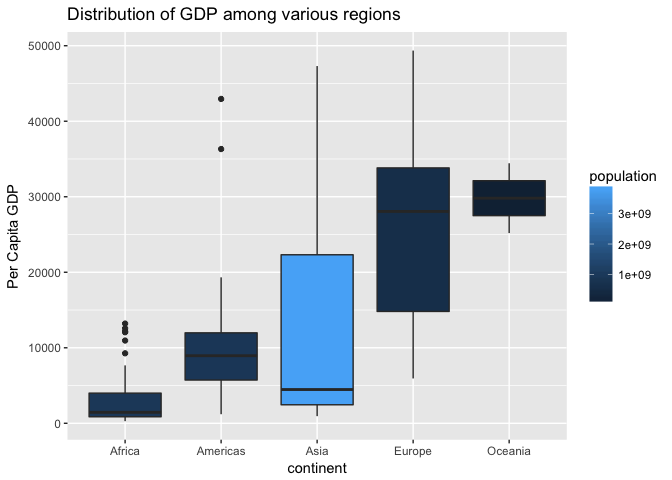 Distribution of GDP among various regions
Per Capita GDP
50000
40000
30000
20000
10000
0
Africa
Americas
Asia
Europe
Oceania
continent
population
3e+09
2e+09
1e+09